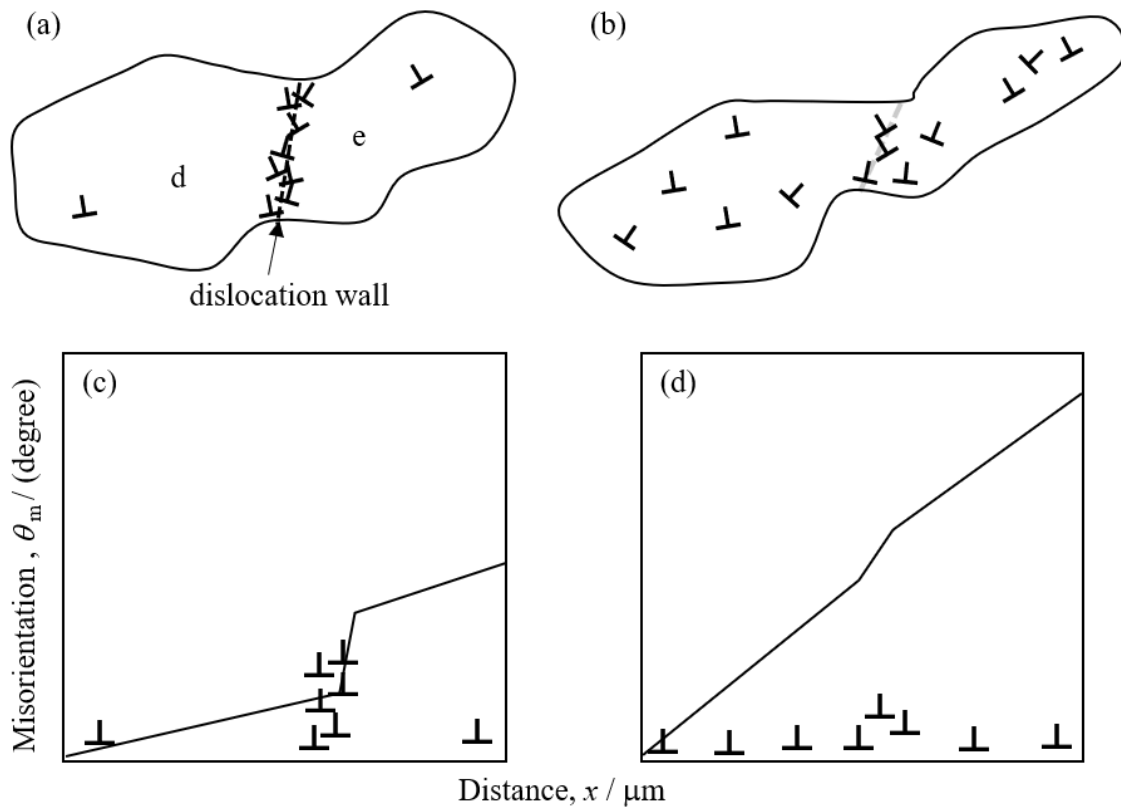 (a)
(b)
d
e
dislocation wall
(c)
(d)
Misorientation , θm / (degree)
Distance, x / μm